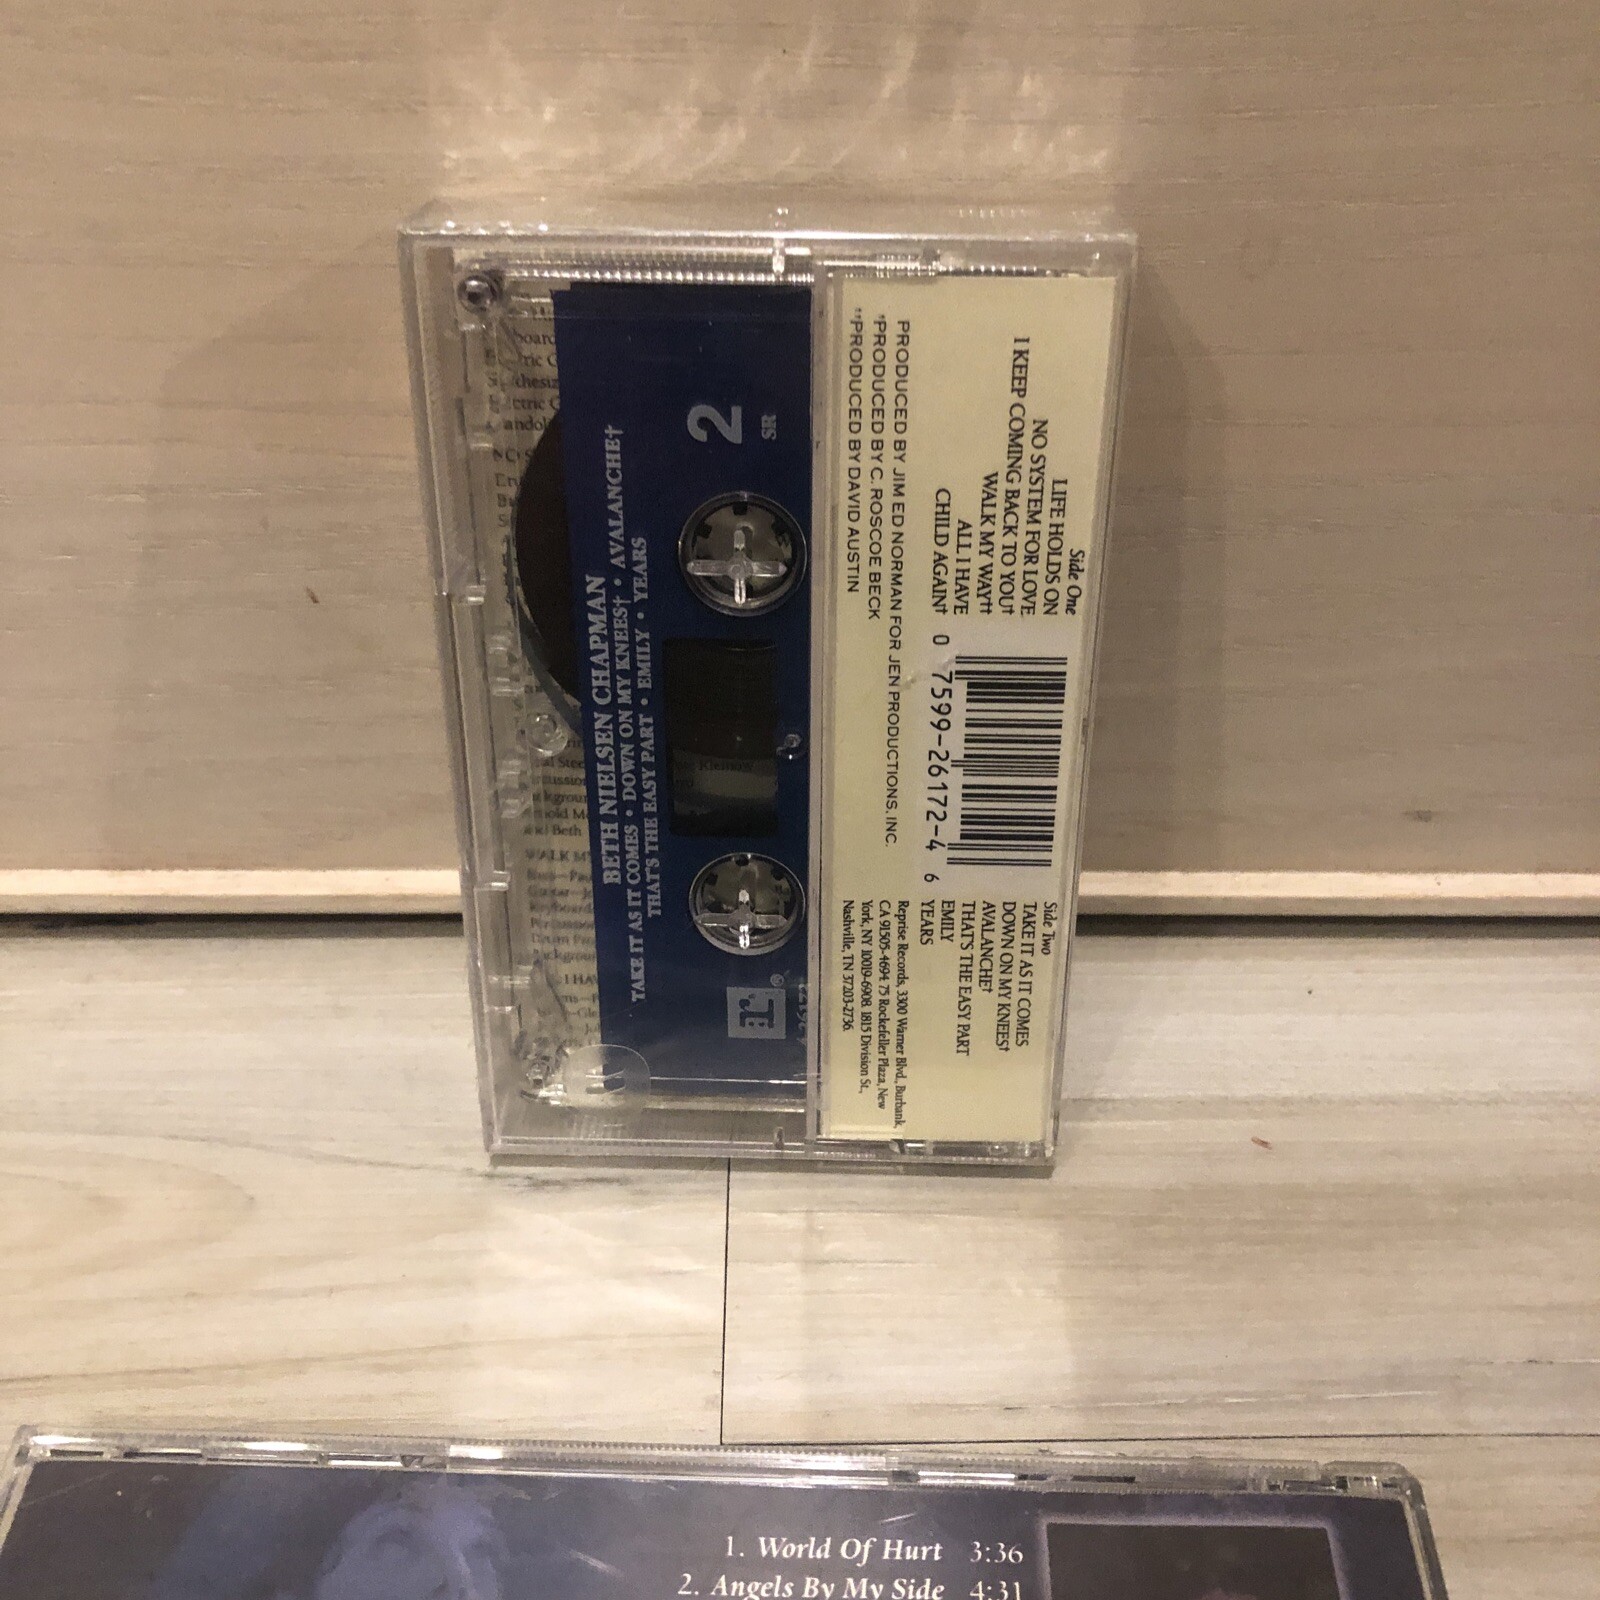 Side One
LIFE HOLDS ON
NO SYSTEM FOR LOVE
I KEEP COMING BACK TO YOU†
WALK MY WAY††
ALL I HAVE
CHILD AGAIN†
PRODUCED BY JIM ED NORMAN FOR JEN PRODUCTIONS, INC.
†PRODUCED BY C. ROSCOE BECK
††PRODUCED BY DAVID AUSTIN
0 7599-26172-4 6
Side Two
TAKE IT AS IT COMES
DOWN ON MY KNEES†
AVALANCHE†
THAT'S THE EASY PART
EMILY
YEARS
Reprise Records, 3300 Warner Blvd., Burbank,
CA 91505-4694 75 Rockefeller Plaza, New
York, NY 10019-6908 1815 Division St.,
Nashville, TN 37203-2736
2
SR
BETH NIELSEN CHAPMAN
TAKE IT AS IT COMES • DOWN ON MY KNEES† • AVALANCHE†
THAT'S THE EASY PART • EMILY • YEARS
1. World Of Hurt 3:36
2. Angels By My Side 4:31